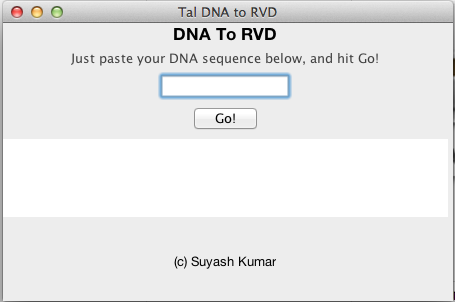 Tal DNA to RVD
DNA To RVD
Just paste your DNA sequence below, and hit Go!
Go!
(c) Suyash Kumar